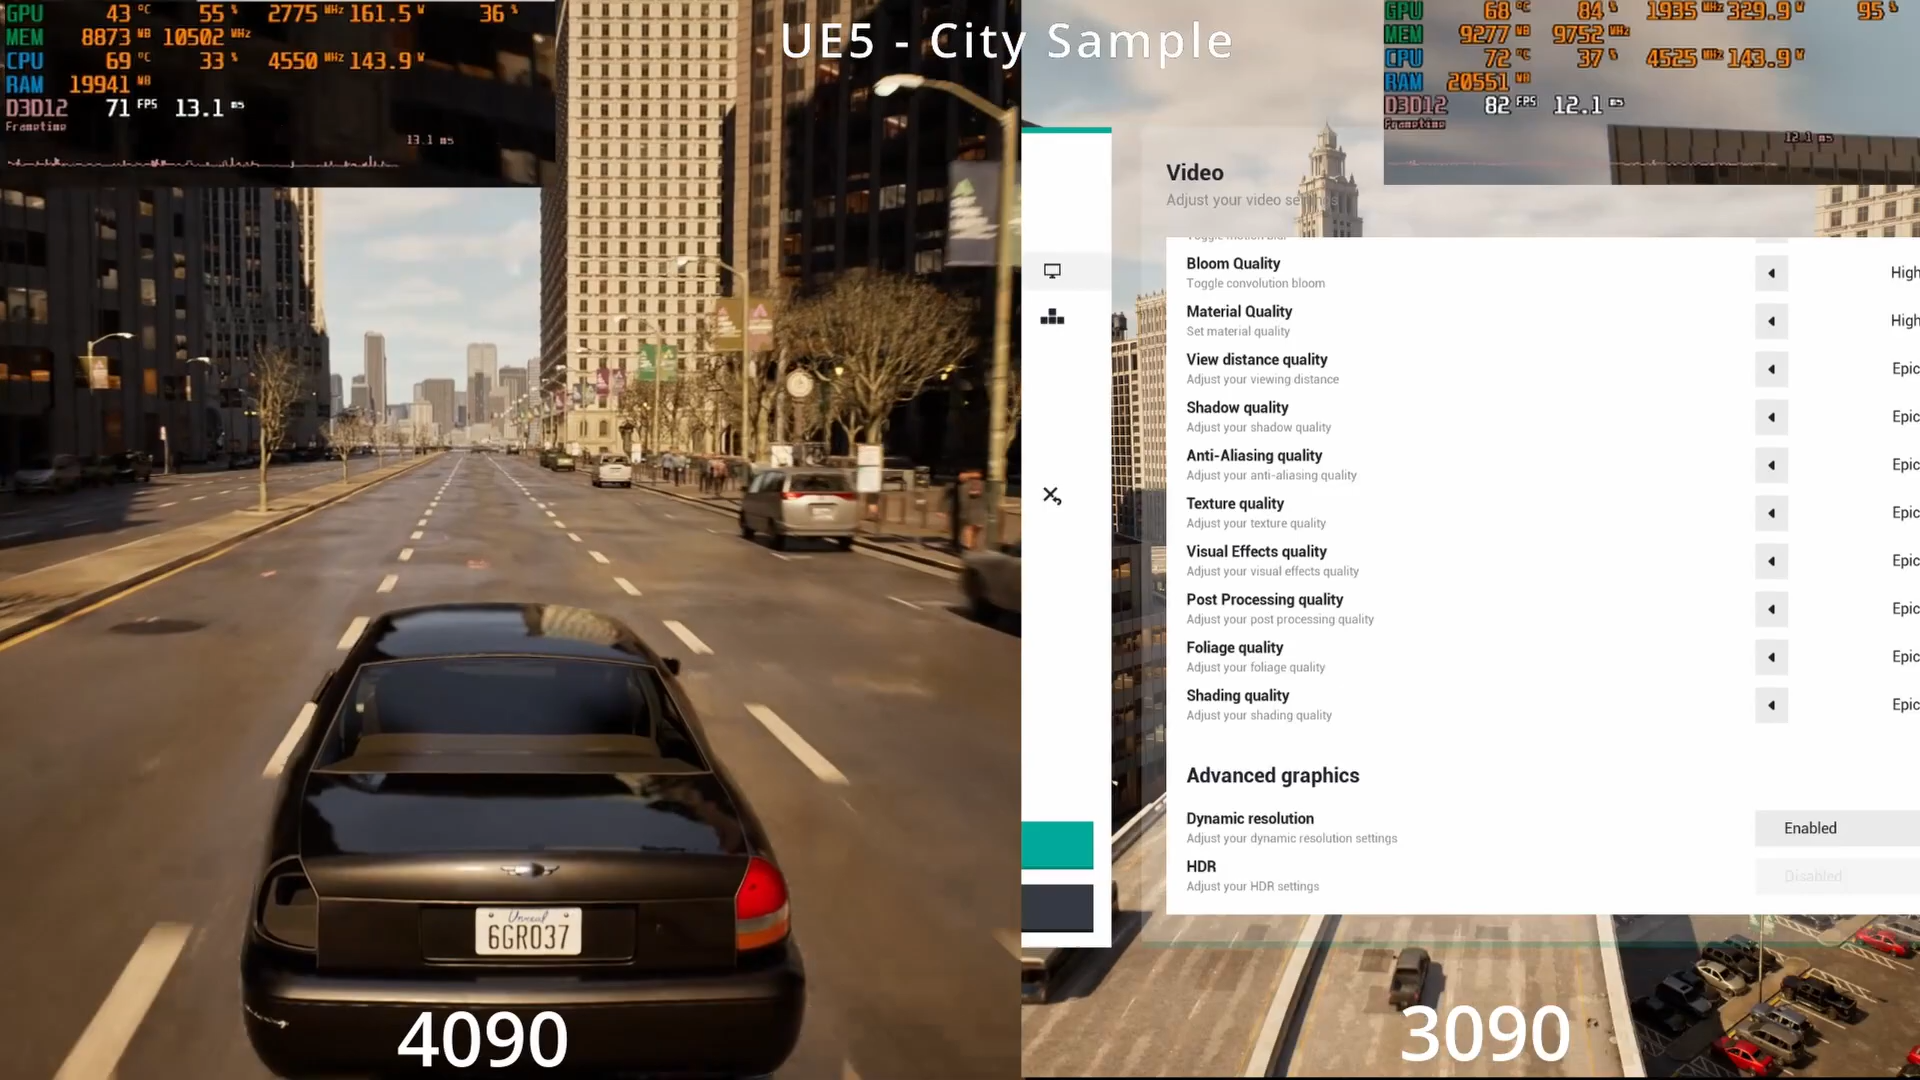 UE5 - City Sample
GPU 43 °C 55 % 2775 MHz 161.5 W 36 %
MEM 8873 MB 10502 MHz
CPU 69 °C 33 % 4550 MHz 143.9 W
RAM 19941 MB
D3D12 71 FPS 13.1 ms
Frametime
13.1 ms
Unreal
6GR037
4090
GPU 68 °C 84 % 1935 MHz 329.9 W 95 %
MEM 9277 MB 9752 MHz
CPU 72 °C 37 % 4525 MHz 143.9 W
RAM 20551 MB
D3D12 82 FPS 12.1 ms
Frametime
12.1 ms
Video
Adjust your video settings
Toggle motion blur
Bloom Quality
Toggle convolution bloom
High
Material Quality
Set material quality
High
View distance quality
Adjust your viewing distance
Epic
Shadow quality
Adjust your shadow quality
Epic
Anti-Aliasing quality
Adjust your anti-aliasing quality
Epic
Texture quality
Adjust your texture quality
Epic
Visual Effects quality
Adjust your visual effects quality
Epic
Post Processing quality
Adjust your post processing quality
Epic
Foliage quality
Adjust your foliage quality
Epic
Shading quality
Adjust your shading quality
Epic
Advanced graphics
Dynamic resolution
Adjust your dynamic resolution settings
Enabled
HDR
Adjust your HDR settings
Disabled
3090